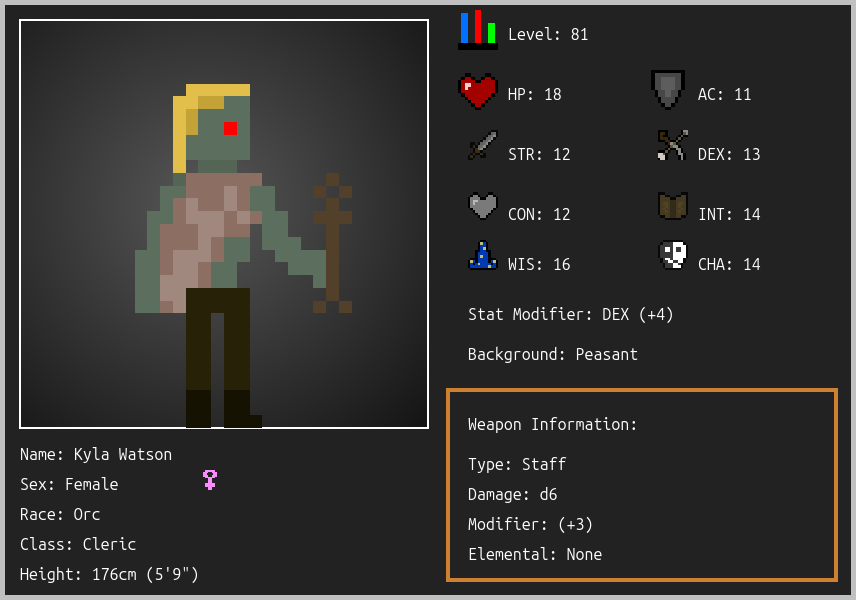 Level: 81
HP: 18
AC: 11
STR: 12
DEX: 13
CON: 12
INT: 14
WIS: 16
CHA: 14
Stat Modifier: DEX (+4)
Background: Peasant
Weapon Information:
Type: Staff
Damage: d6
Modifier: (+3)
Elemental: None
Name: Kyla Watson
Sex: Female
Race: Orc
Class: Cleric
Height: 176cm (5'9")